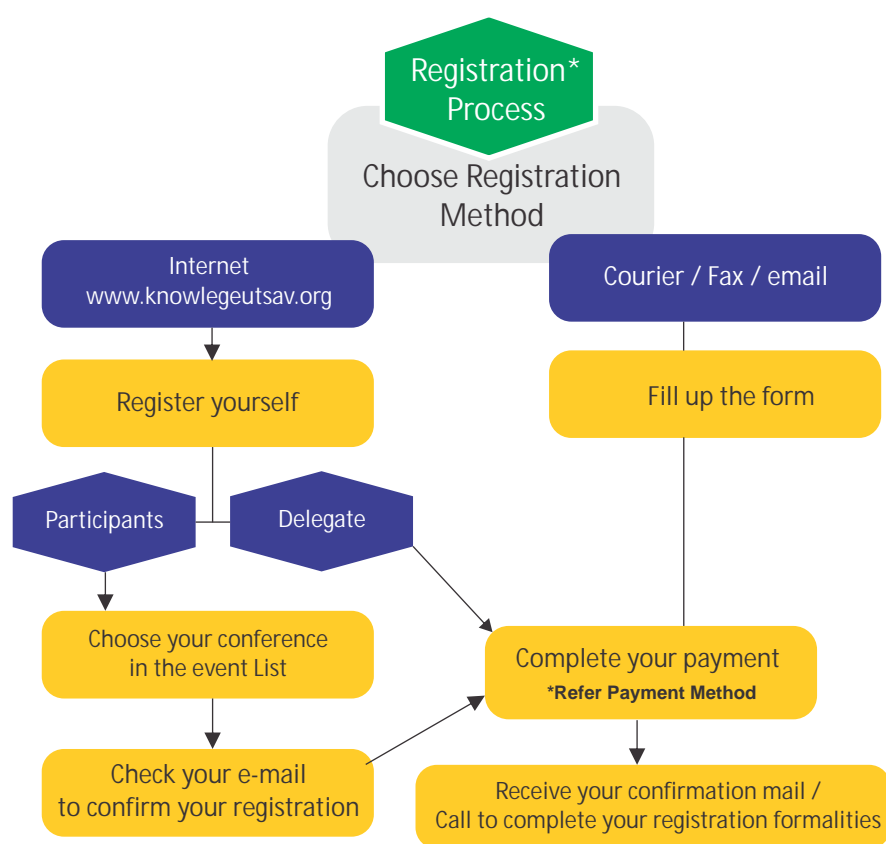 Registration*
Process
Choose Registration
Method
Internet
www.knowlegeutsav.org
Courier / Fax / email
Register yourself
Fill up the form
Participants
Delegate
Choose your conference
in the event List
Complete your payment
*Refer Payment Method
Check your e-mail
to confirm your registration
Receive your confirmation mail /
Call to complete your registration formalities